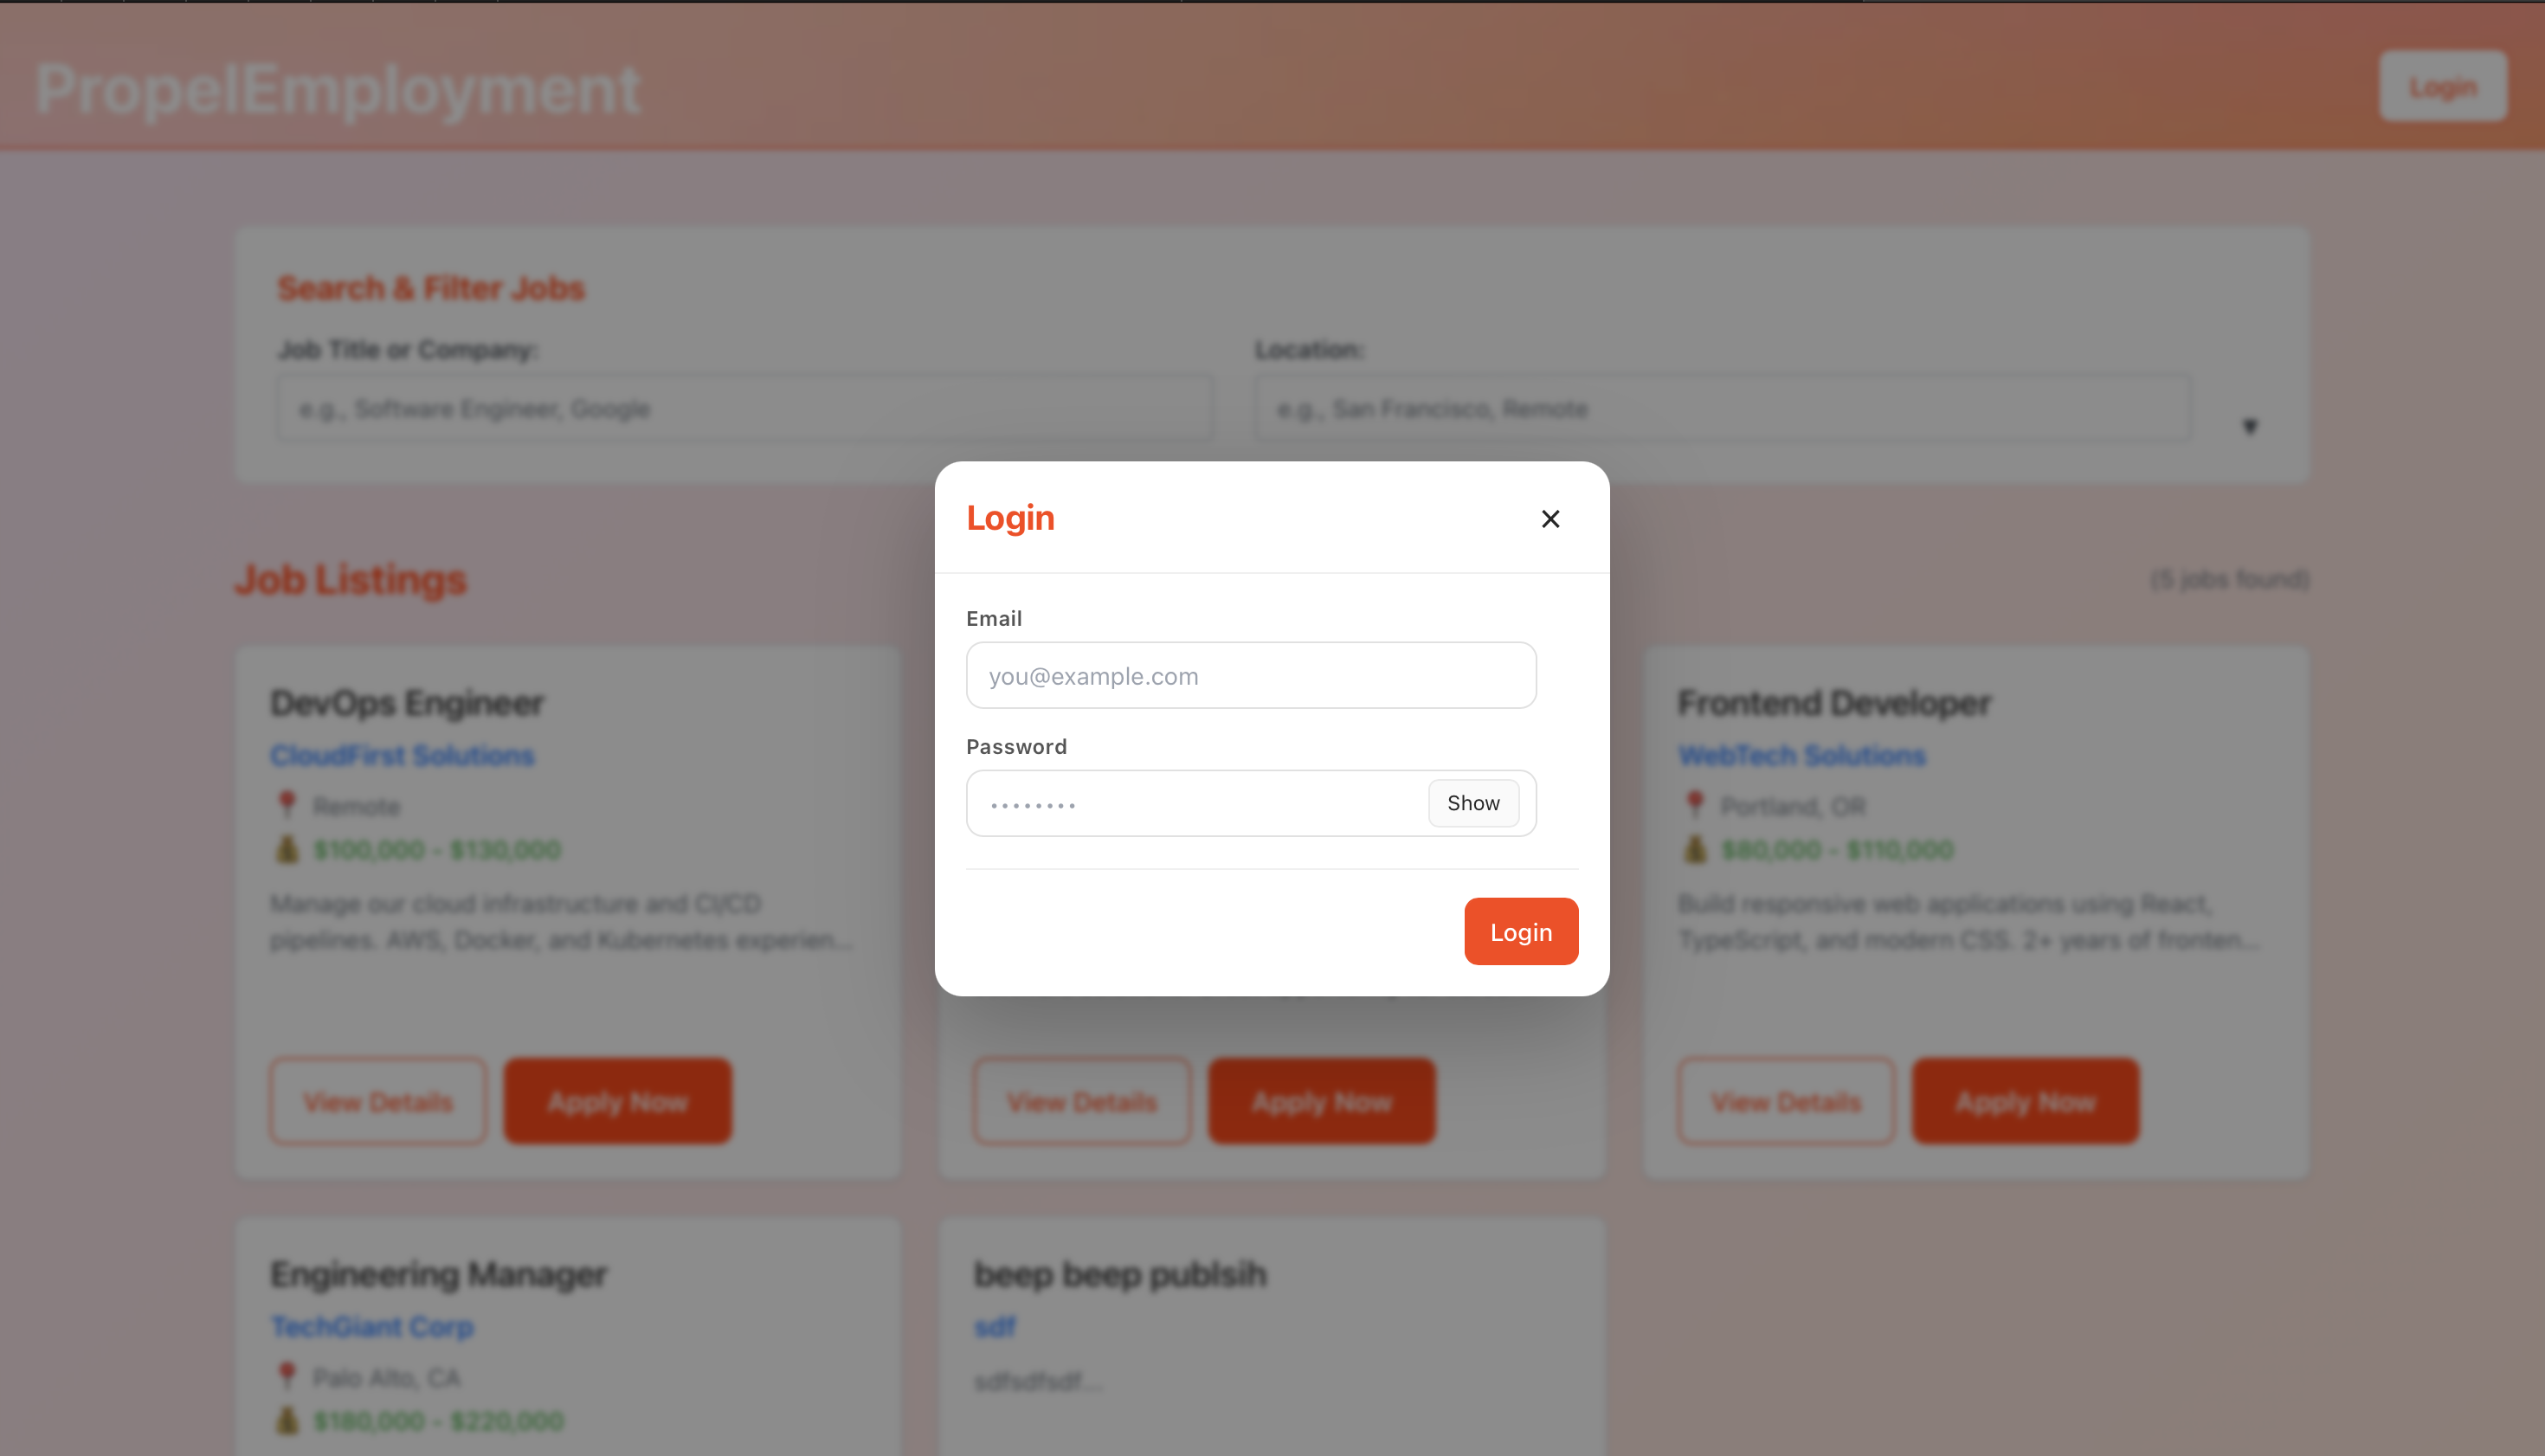 PropelEmployment
Login
Search & Filter Jobs
Job Title or Company:
Location:
e.g., Software Engineer, Google
e.g., San Francisco, Remote
▼
Login
×
Email
you@example.com
Password
••••••••
Show
Login
Job Listings
(5 jobs found)
DevOps Engineer
CloudFirst Solutions
Remote
$100,000 - $130,000
Manage our cloud infrastructure and CI/CD
pipelines. AWS, Docker, and Kubernetes experien...
View Details
Apply Now
View Details
Apply Now
Frontend Developer
WebTech Solutions
Portland, OR
$80,000 - $110,000
Build responsive web applications using React,
TypeScript, and modern CSS. 2+ years of fronten...
View Details
Apply Now
Engineering Manager
TechGiant Corp
Palo Alto, CA
$180,000 - $220,000
beep beep publsih
sdf
sdfsdfsdf...